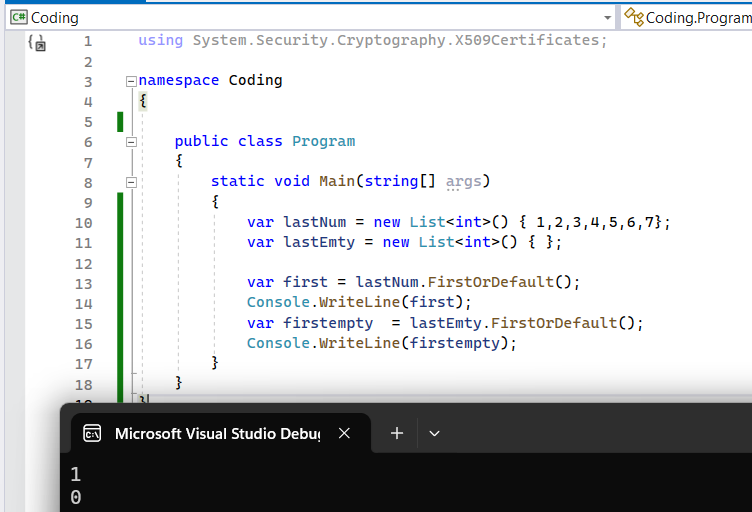 C# Coding Coding.Program
1 using System.Security.Cryptography.X509Certificates;
2
3 namespace Coding
4 {
5
6 public class Program
7 {
8 static void Main(string[] args)
9 {
10 var lastNum = new List<int>() { 1,2,3,4,5,6,7};
11 var lastEmty = new List<int>() { };
12
13 var first = lastNum.FirstOrDefault();
14 Console.WriteLine(first);
15 var firstempty  = lastEmty.FirstOrDefault();
16 Console.WriteLine(firstempty);
17 }
18 }
}
Microsoft Visual Studio Debug
1
0